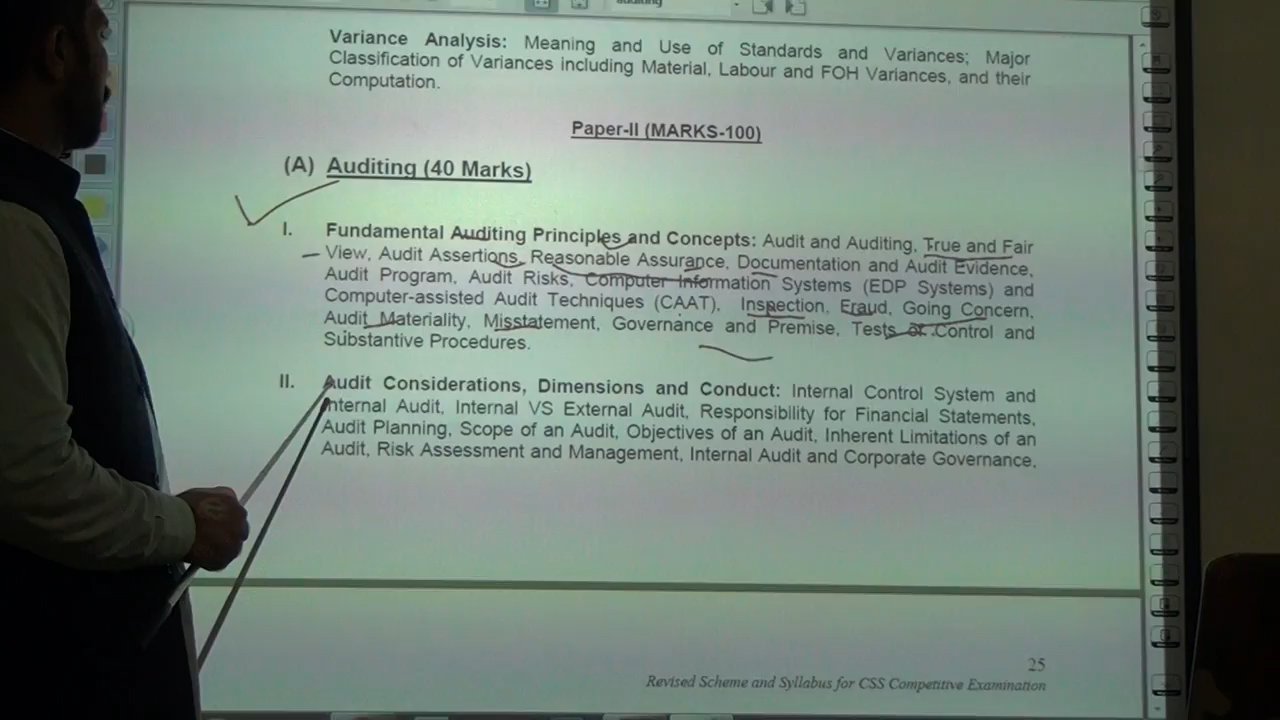 auditing
Variance Analysis: Meaning and Use of Standards and Variances; Major
Classification of Variances including Material, Labour and FOH Variances, and their
Computation.
Paper-II (MARKS-100)
(A) Auditing (40 Marks)
I. Fundamental Auditing Principles and Concepts: Audit and Auditing, True and Fair
View, Audit Assertions, Reasonable Assurance, Documentation and Audit Evidence,
Audit Program, Audit Risks, Computer Information Systems (EDP Systems) and
Computer-assisted Audit Techniques (CAAT), Inspection, Fraud, Going Concern,
Audit Materiality, Misstatement, Governance and Premise, Tests of Control and
Substantive Procedures.
II. Audit Considerations, Dimensions and Conduct: Internal Control System and
Internal Audit, Internal VS External Audit, Responsibility for Financial Statements,
Audit Planning, Scope of an Audit, Objectives of an Audit, Inherent Limitations of an
Audit, Risk Assessment and Management, Internal Audit and Corporate Governance,
25
Revised Scheme and Syllabus for CSS Competitive Examination